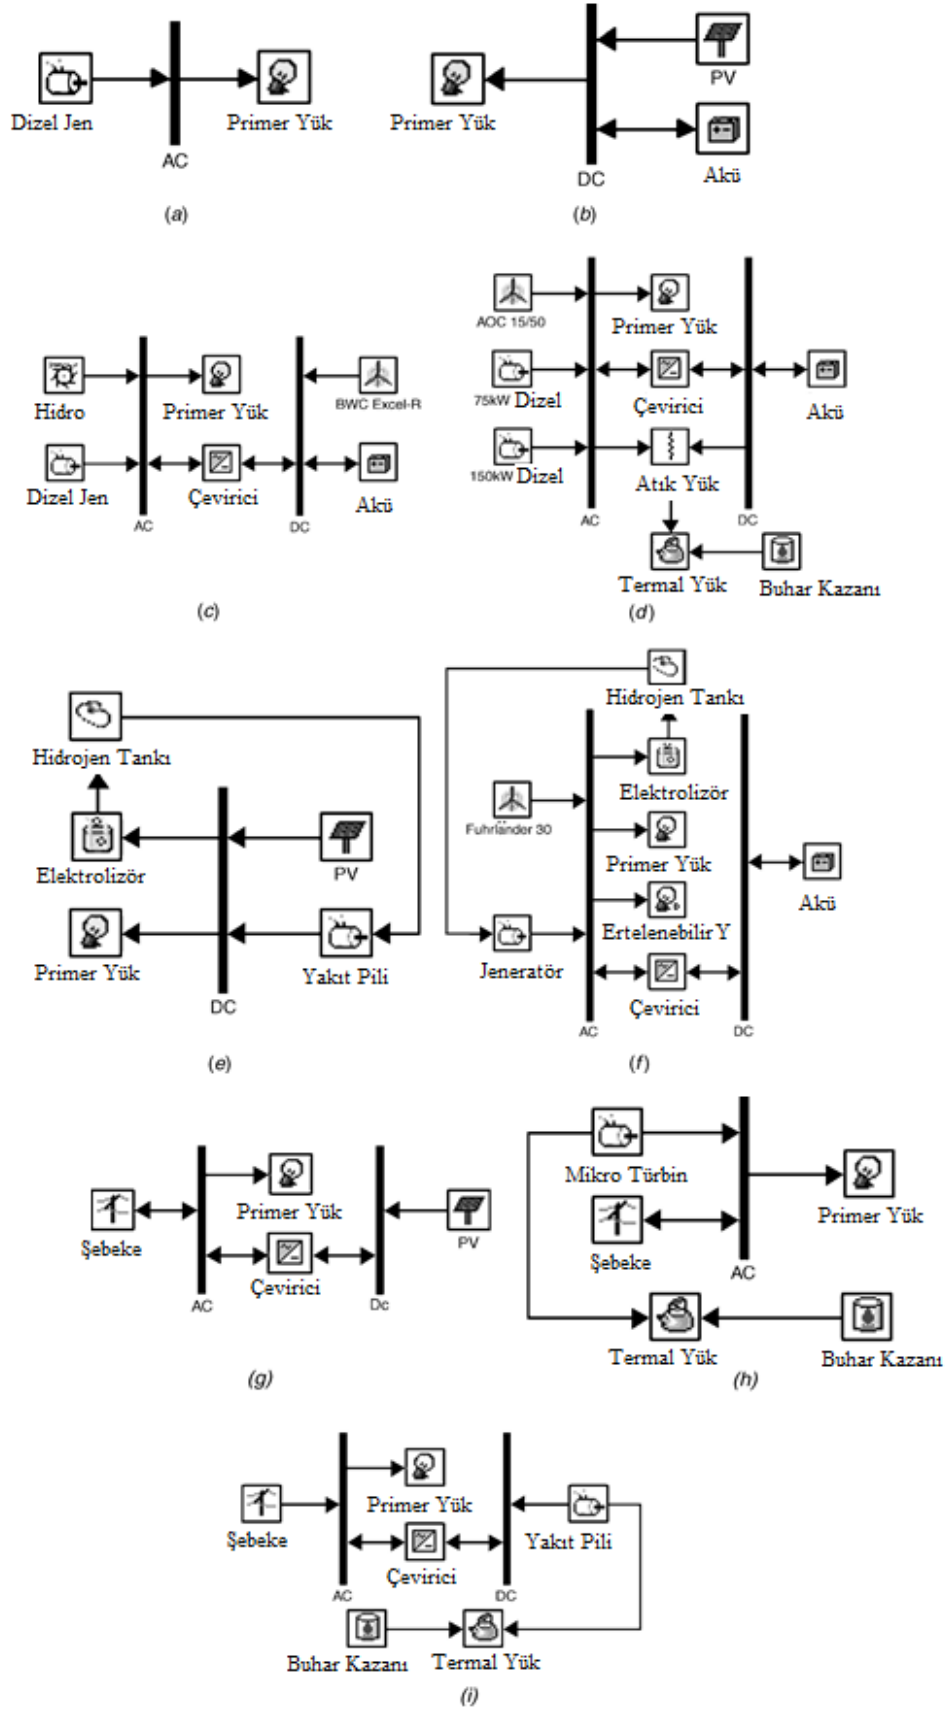 Dizel Jen
Primer Yük
AC
(a)
Primer Yük
PV
Akü
DC
(b)
Hidro
Primer Yük
BWC Excel-R
Dizel Jen
Çevirici
Akü
AC
DC
(c)
AOC 15/50
Primer Yük
75kW Dizel
Çevirici
Akü
150kW Dizel
Atık Yük
AC
DC
Termal Yük
Buhar Kazanı
(d)
Hidrojen Tankı
Elektrolizör
PV
Primer Yük
Yakıt Pili
DC
(e)
Hidrojen Tankı
Elektrolizör
Fuhrländer 30
Primer Yük
Akü
Ertelenebilir Y
Jeneratör
Çevirici
AC
DC
(f)
Primer Yük
Şebeke
PV
Çevirici
AC
Dc
(g)
Mikro Türbin
Primer Yük
Şebeke
AC
Termal Yük
Buhar Kazanı
(h)
Primer Yük
Şebeke
Yakıt Pili
Çevirici
AC
DC
Buhar Kazanı
Termal Yük
(i)